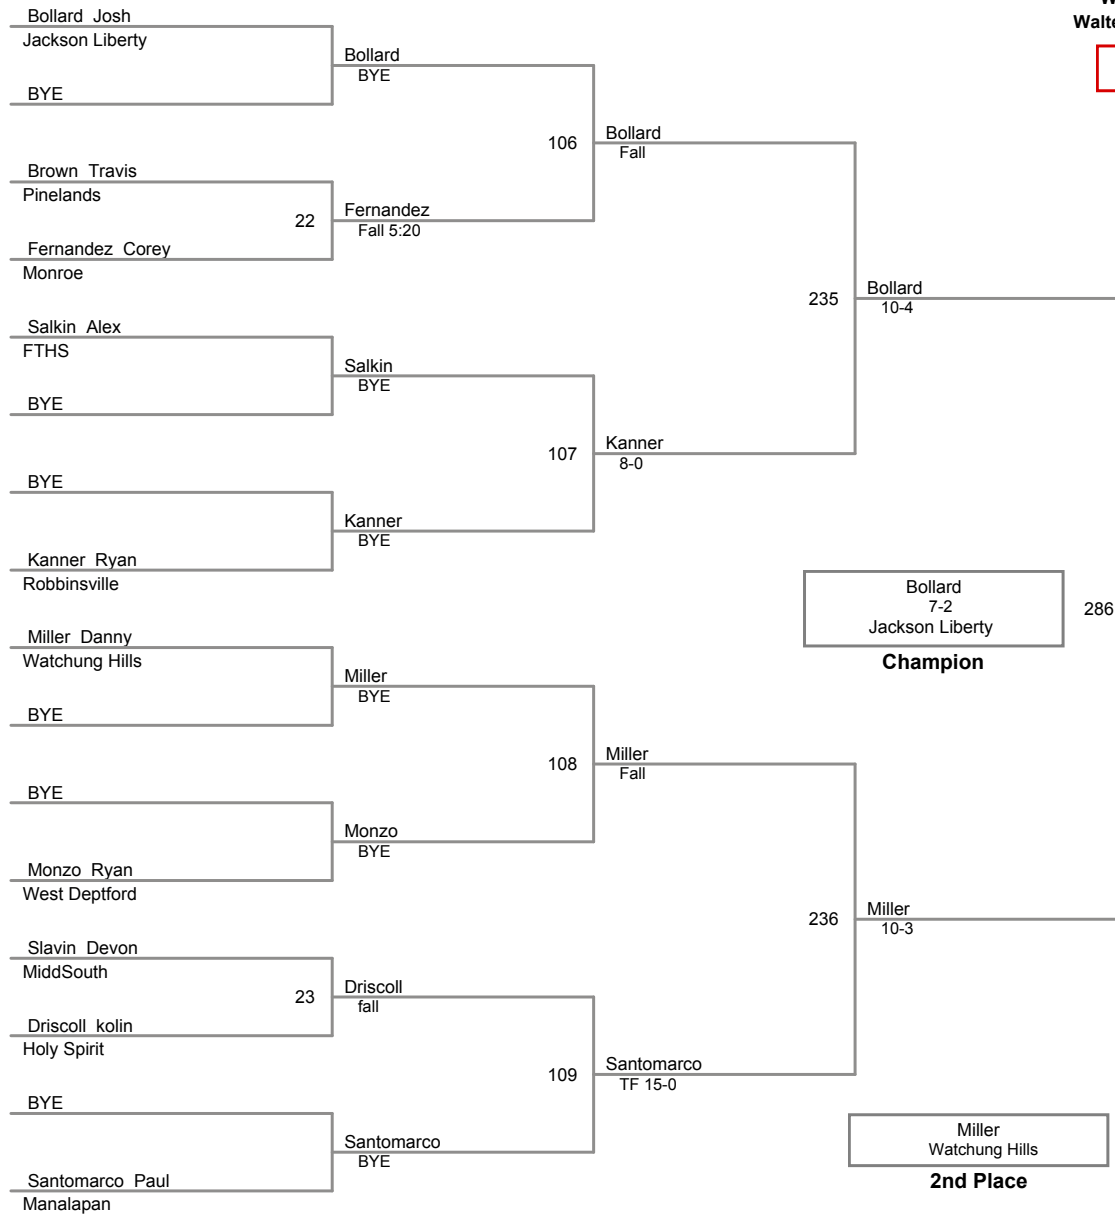 Bollard Josh
Jackson Liberty
BYE
Bollard
BYE
Brown Travis
Pinelands
22
Fernandez Corey
Monroe
Fernandez
Fall 5:20
106
Bollard
Fall
Salkin Alex
FTHS
BYE
Salkin
BYE
BYE
Kanner Ryan
Robbinsville
Kanner
BYE
107
Kanner
8-0
235
Bollard
10-4
Miller Danny
Watchung Hills
BYE
Miller
BYE
BYE
Monzo Ryan
West Deptford
Monzo
BYE
108
Miller
Fall
Slavin Devon
MiddSouth
23
Driscoll kolin
Holy Spirit
Driscoll
fall
BYE
Santomarco Paul
Manalapan
Santomarco
BYE
109
Santomarco
TF 15-0
236
Miller
10-3
Bollard
7-2
Jackson Liberty
286
Champion
Miller
Watchung Hills
2nd Place